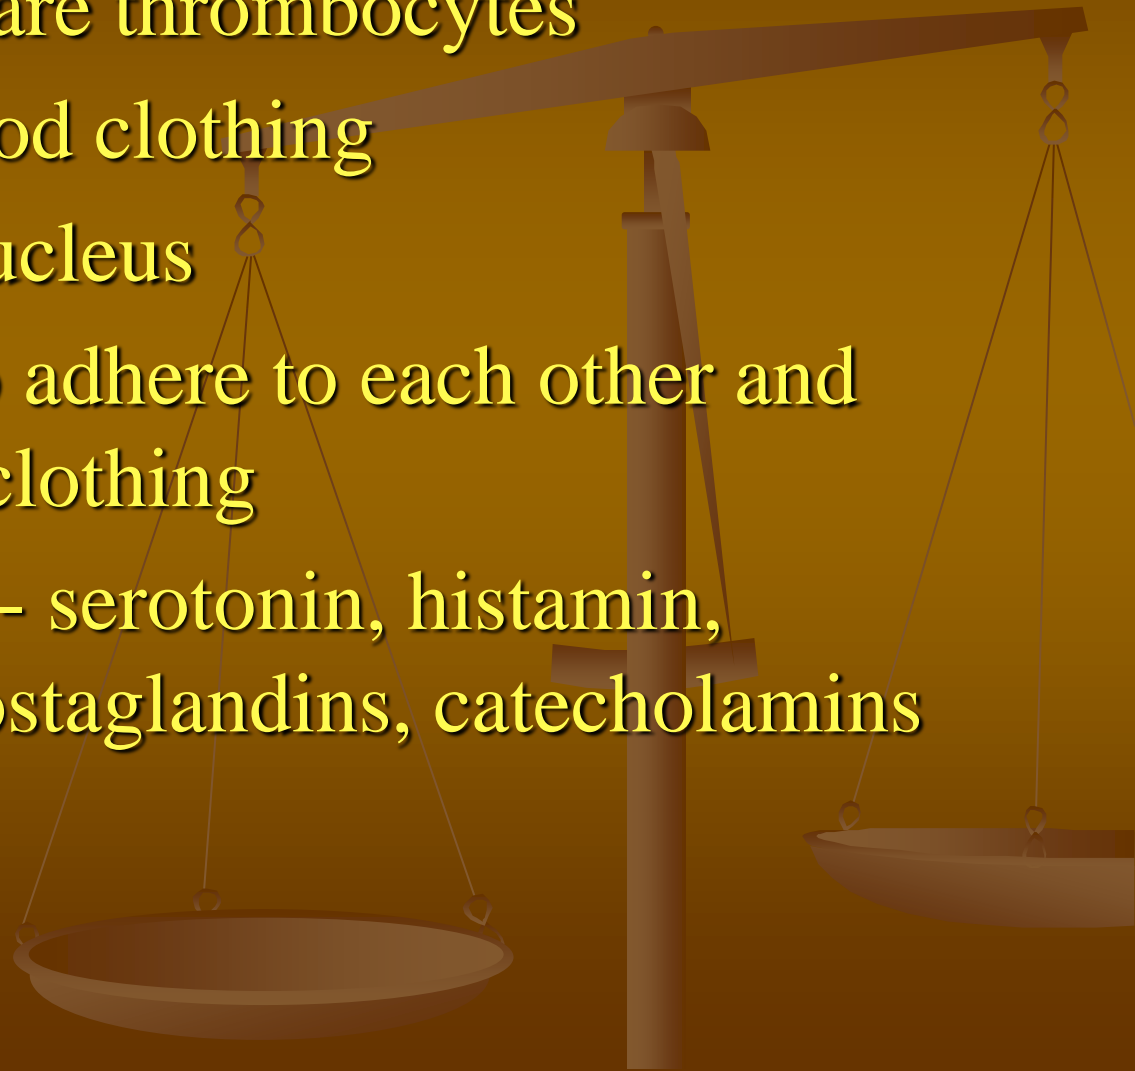 are thrombocytes
od clothing
ucleus
adhere to each other and
clothing
- serotonin, histamin,
ostaglandins, catecholamins